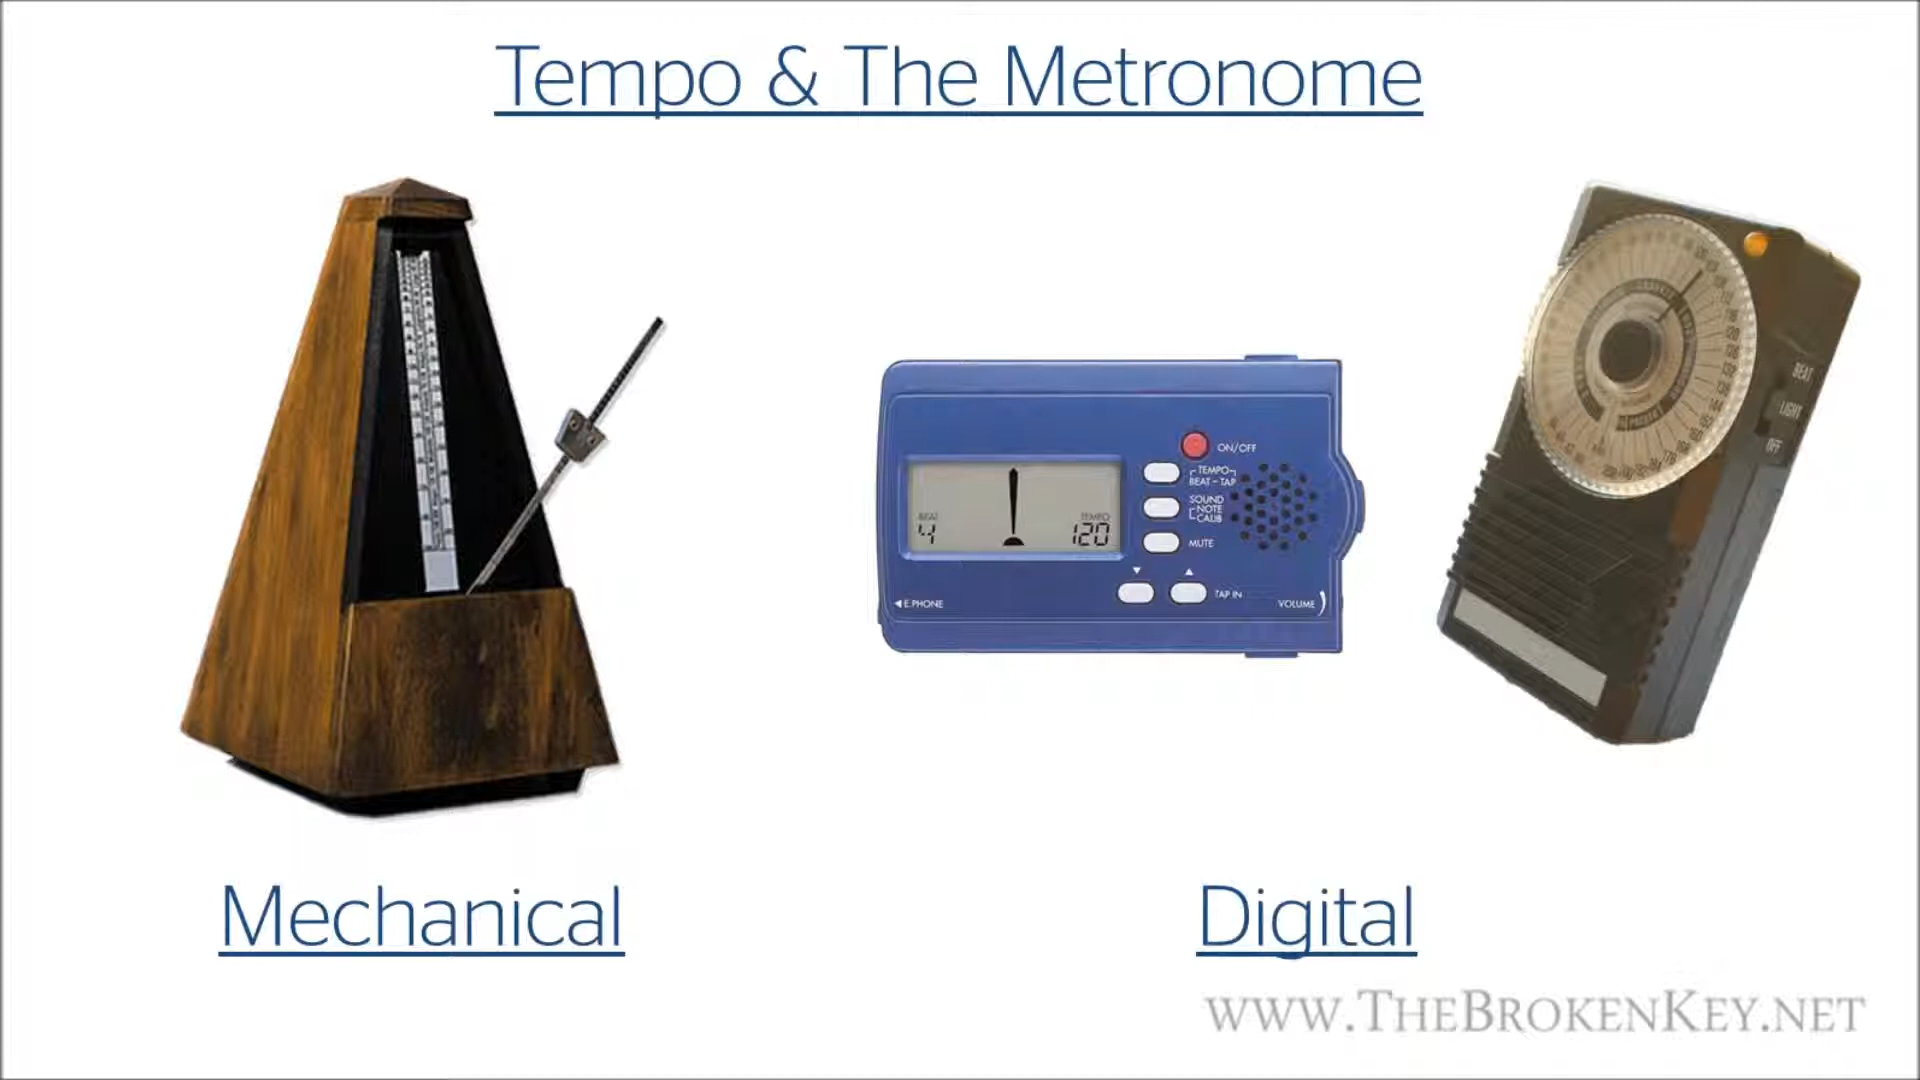 Tempo & The Metronome
ON/OFF
TEMPO
BEAT - TAP
SOUND
NOTE
CALIB
MUTE
BEAT
4
TEMPO
120
▼ ▲
TAP IN
◀ E.PHONE
VOLUME
BEAT
LIGHT
OFF
Mechanical
Digital
www.TheBrokenKey.net